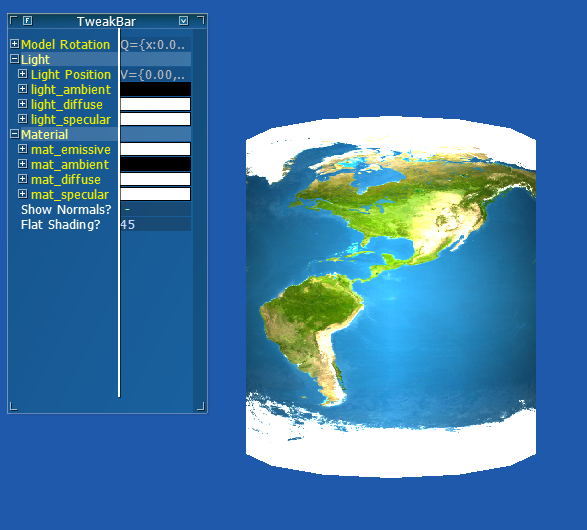 TweakBar
Model Rotation Q={x:0.0..
Light
Light Position V={0.00,..
light_ambient
light_diffuse
light_specular
Material
mat_emissive
mat_ambient
mat_diffuse
mat_specular
Show Normals? -
Flat Shading? 45